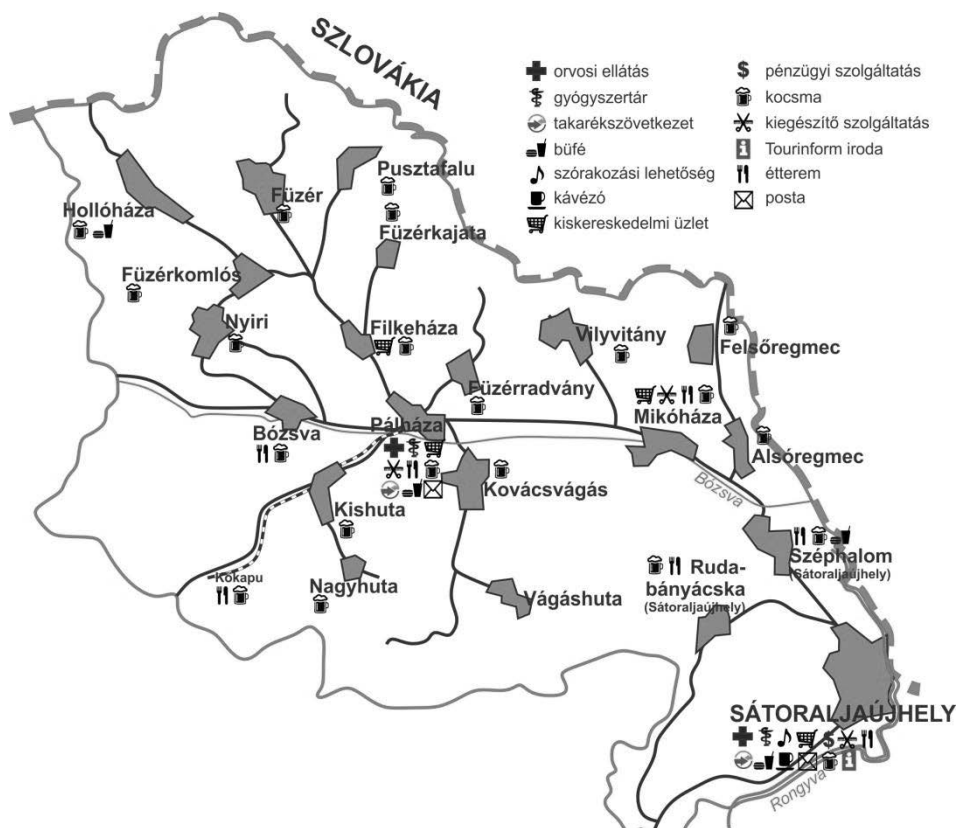 SZLOVÁKIA
orvosi ellátás
gyógyszertár
takarékszövetkezet
büfé
szórakozási lehetőség
kávézó
kiskereskedelmi üzlet
$ pénzügyi szolgáltatás
kocsma
kiegészítő szolgáltatás
i Tourinform iroda
étterem
posta
Pusztafalu
Füzér
Hollóháza
Füzérkajata
Füzérkomlós
Nyiri
Filkeháza
Vilyvitány
Felsőregmec
Füzérradvány
Mikóháza
Pálháza
Bózsva
Alsóregmec
Kovácsvágás
Bózsva
Kishuta
Széphalom
(Sátoraljaújhely)
Kőkapu
Nagyhuta
Vágáshuta
Ruda-
bányácska
(Sátoraljaújhely)
SÁTORALJAÚJHELY
$
i
Rongyva